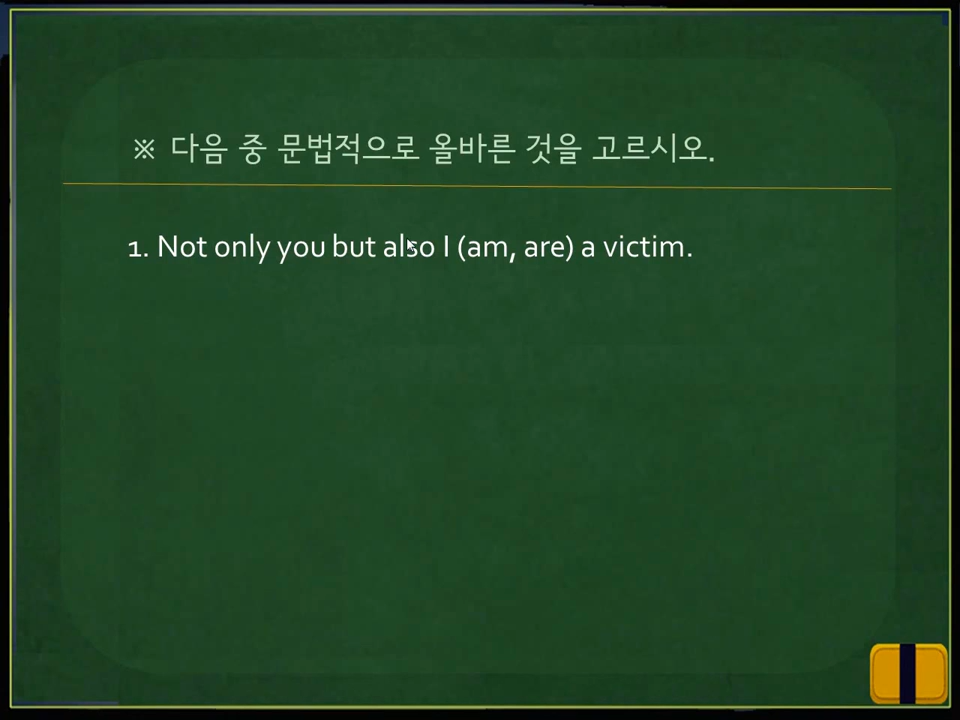 ※ 다음 중 문법적으로 올바른 것을 고르시오.
1. Not only you but also I (am, are) a victim.